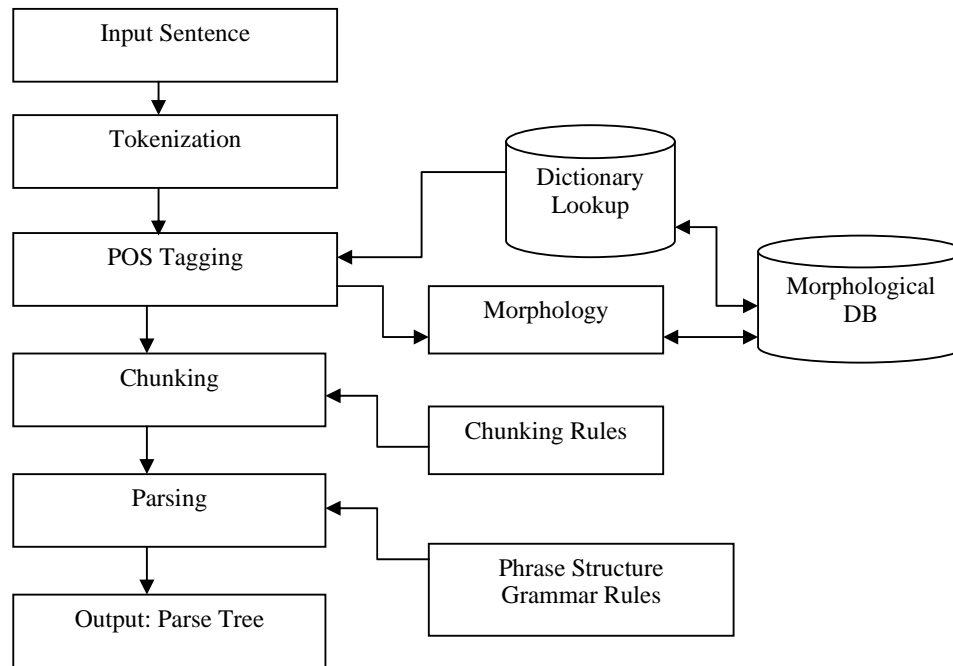 Input Sentence
Tokenization
Dictionary
Lookup
POS Tagging
Morphological
DB
Morphology
Chunking
Chunking Rules
Parsing
Phrase Structure
Grammar Rules
Output: Parse Tree